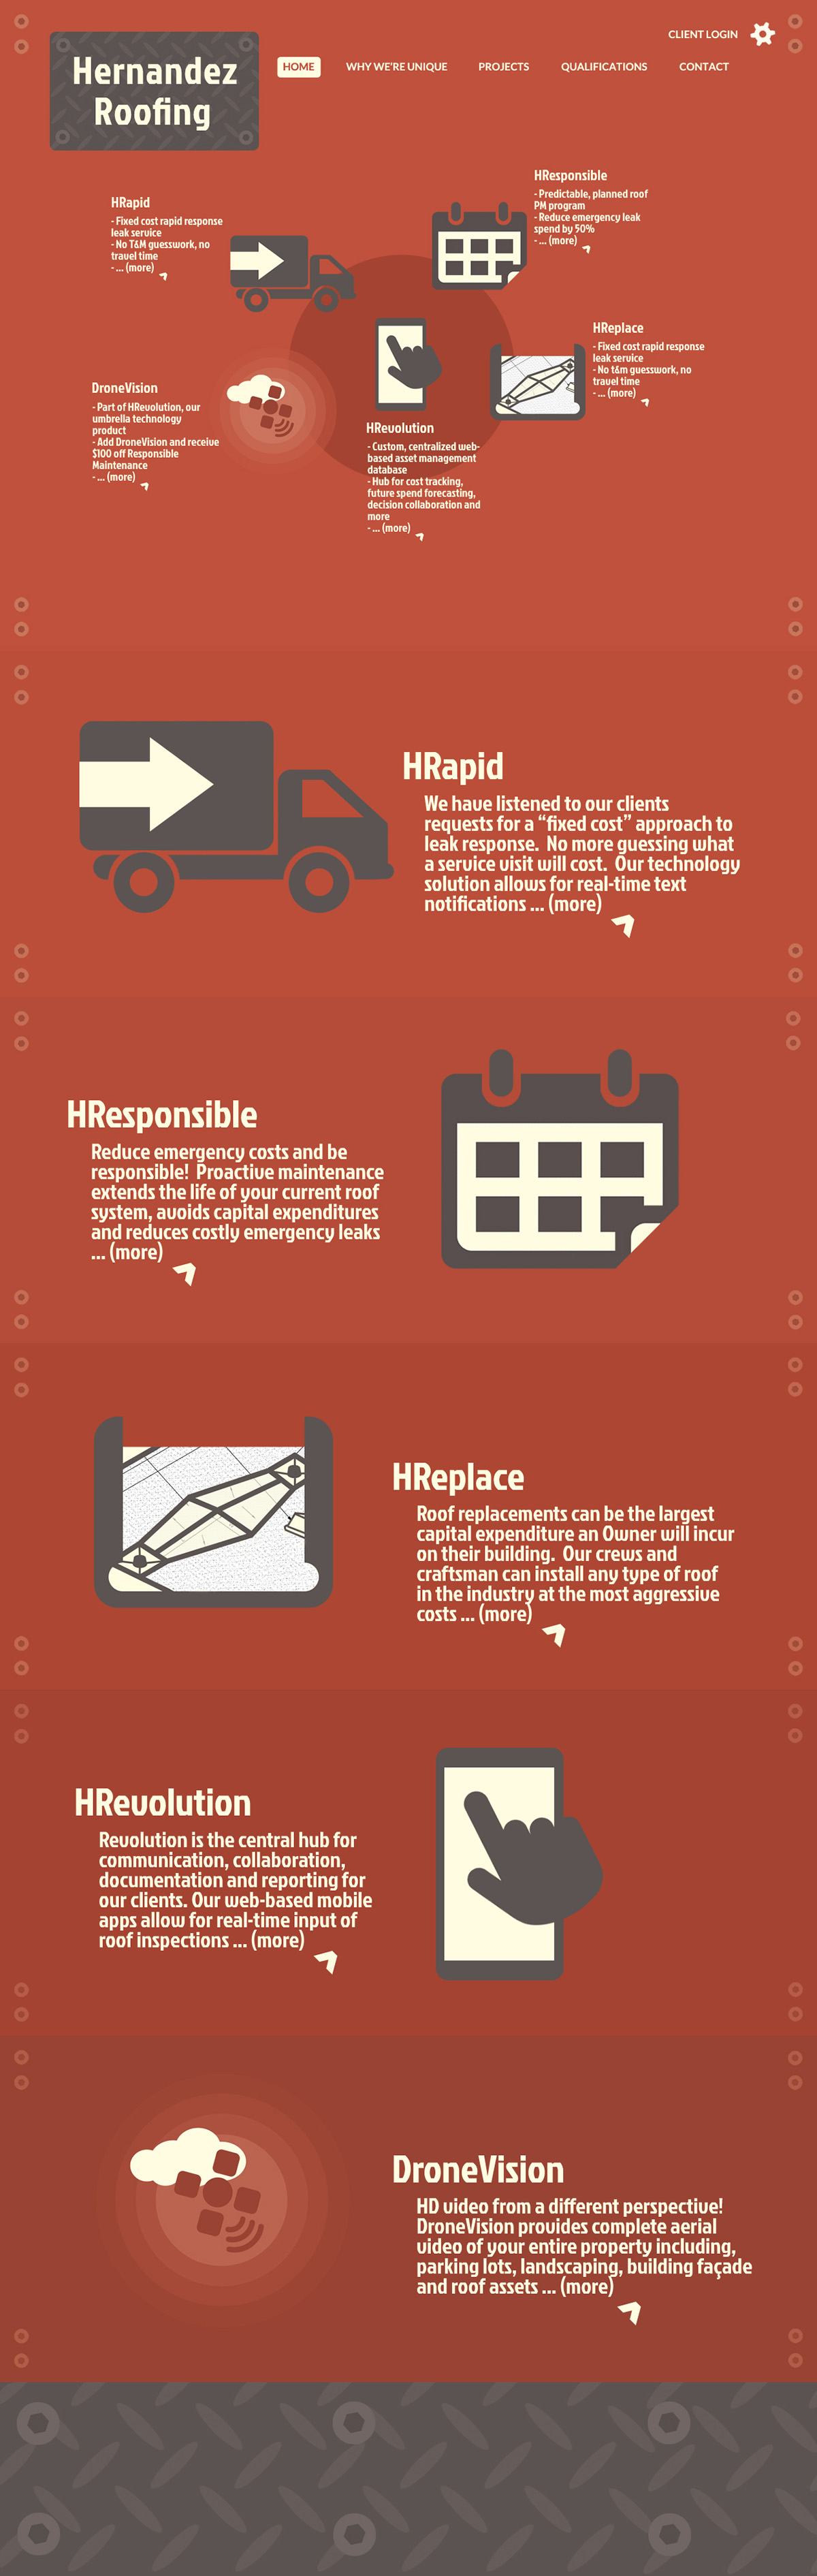 CLIENT LOGIN
Hernandez
Roofing
HOME
WHY WE'RE UNIQUE
PROJECTS
QUALIFICATIONS
CONTACT
HResponsible
- Predictable, planned roof
PM program
- Reduce emergency leak
spend by 50%
- ... (more)
HRapid
- Fixed cost rapid response
leak service
- No T&M guesswork, no
travel time
- ... (more)
HReplace
- Fixed cost rapid response
leak service
- No t&m guesswork, no
travel time
- ... (more)
DroneVision
- Part of HRevolution, our
umbrella technology
product
- Add DroneVision and receive
$100 off Responsible
Maintenance
- ... (more)
HRevolution
- Custom, centralized web-
based asset management
database
- Hub for cost tracking,
future spend forecasting,
decision collaboration and
more
- ... (more)
HRapid
We have listened to our clients
requests for a “fixed cost” approach to
leak response.  No more guessing what
a service visit will cost.  Our technology
solution allows for real-time text
notifications ... (more)
HResponsible
Reduce emergency costs and be
responsible!  Proactive maintenance
extends the life of your current roof
system, avoids capital expenditures
and reduces costly emergency leaks
... (more)
HReplace
Roof replacements can be the largest
capital expenditure an Owner will incur
on their building.  Our crews and
craftsman can install any type of roof
in the industry at the most aggressive
costs ... (more)
HRevolution
Revolution is the central hub for
communication, collaboration,
documentation and reporting for
our clients. Our web-based mobile
apps allow for real-time input of
roof inspections ... (more)
DroneVision
HD video from a different perspective!
DroneVision provides complete aerial
video of your entire property including,
parking lots, landscaping, building façade
and roof assets ... (more)